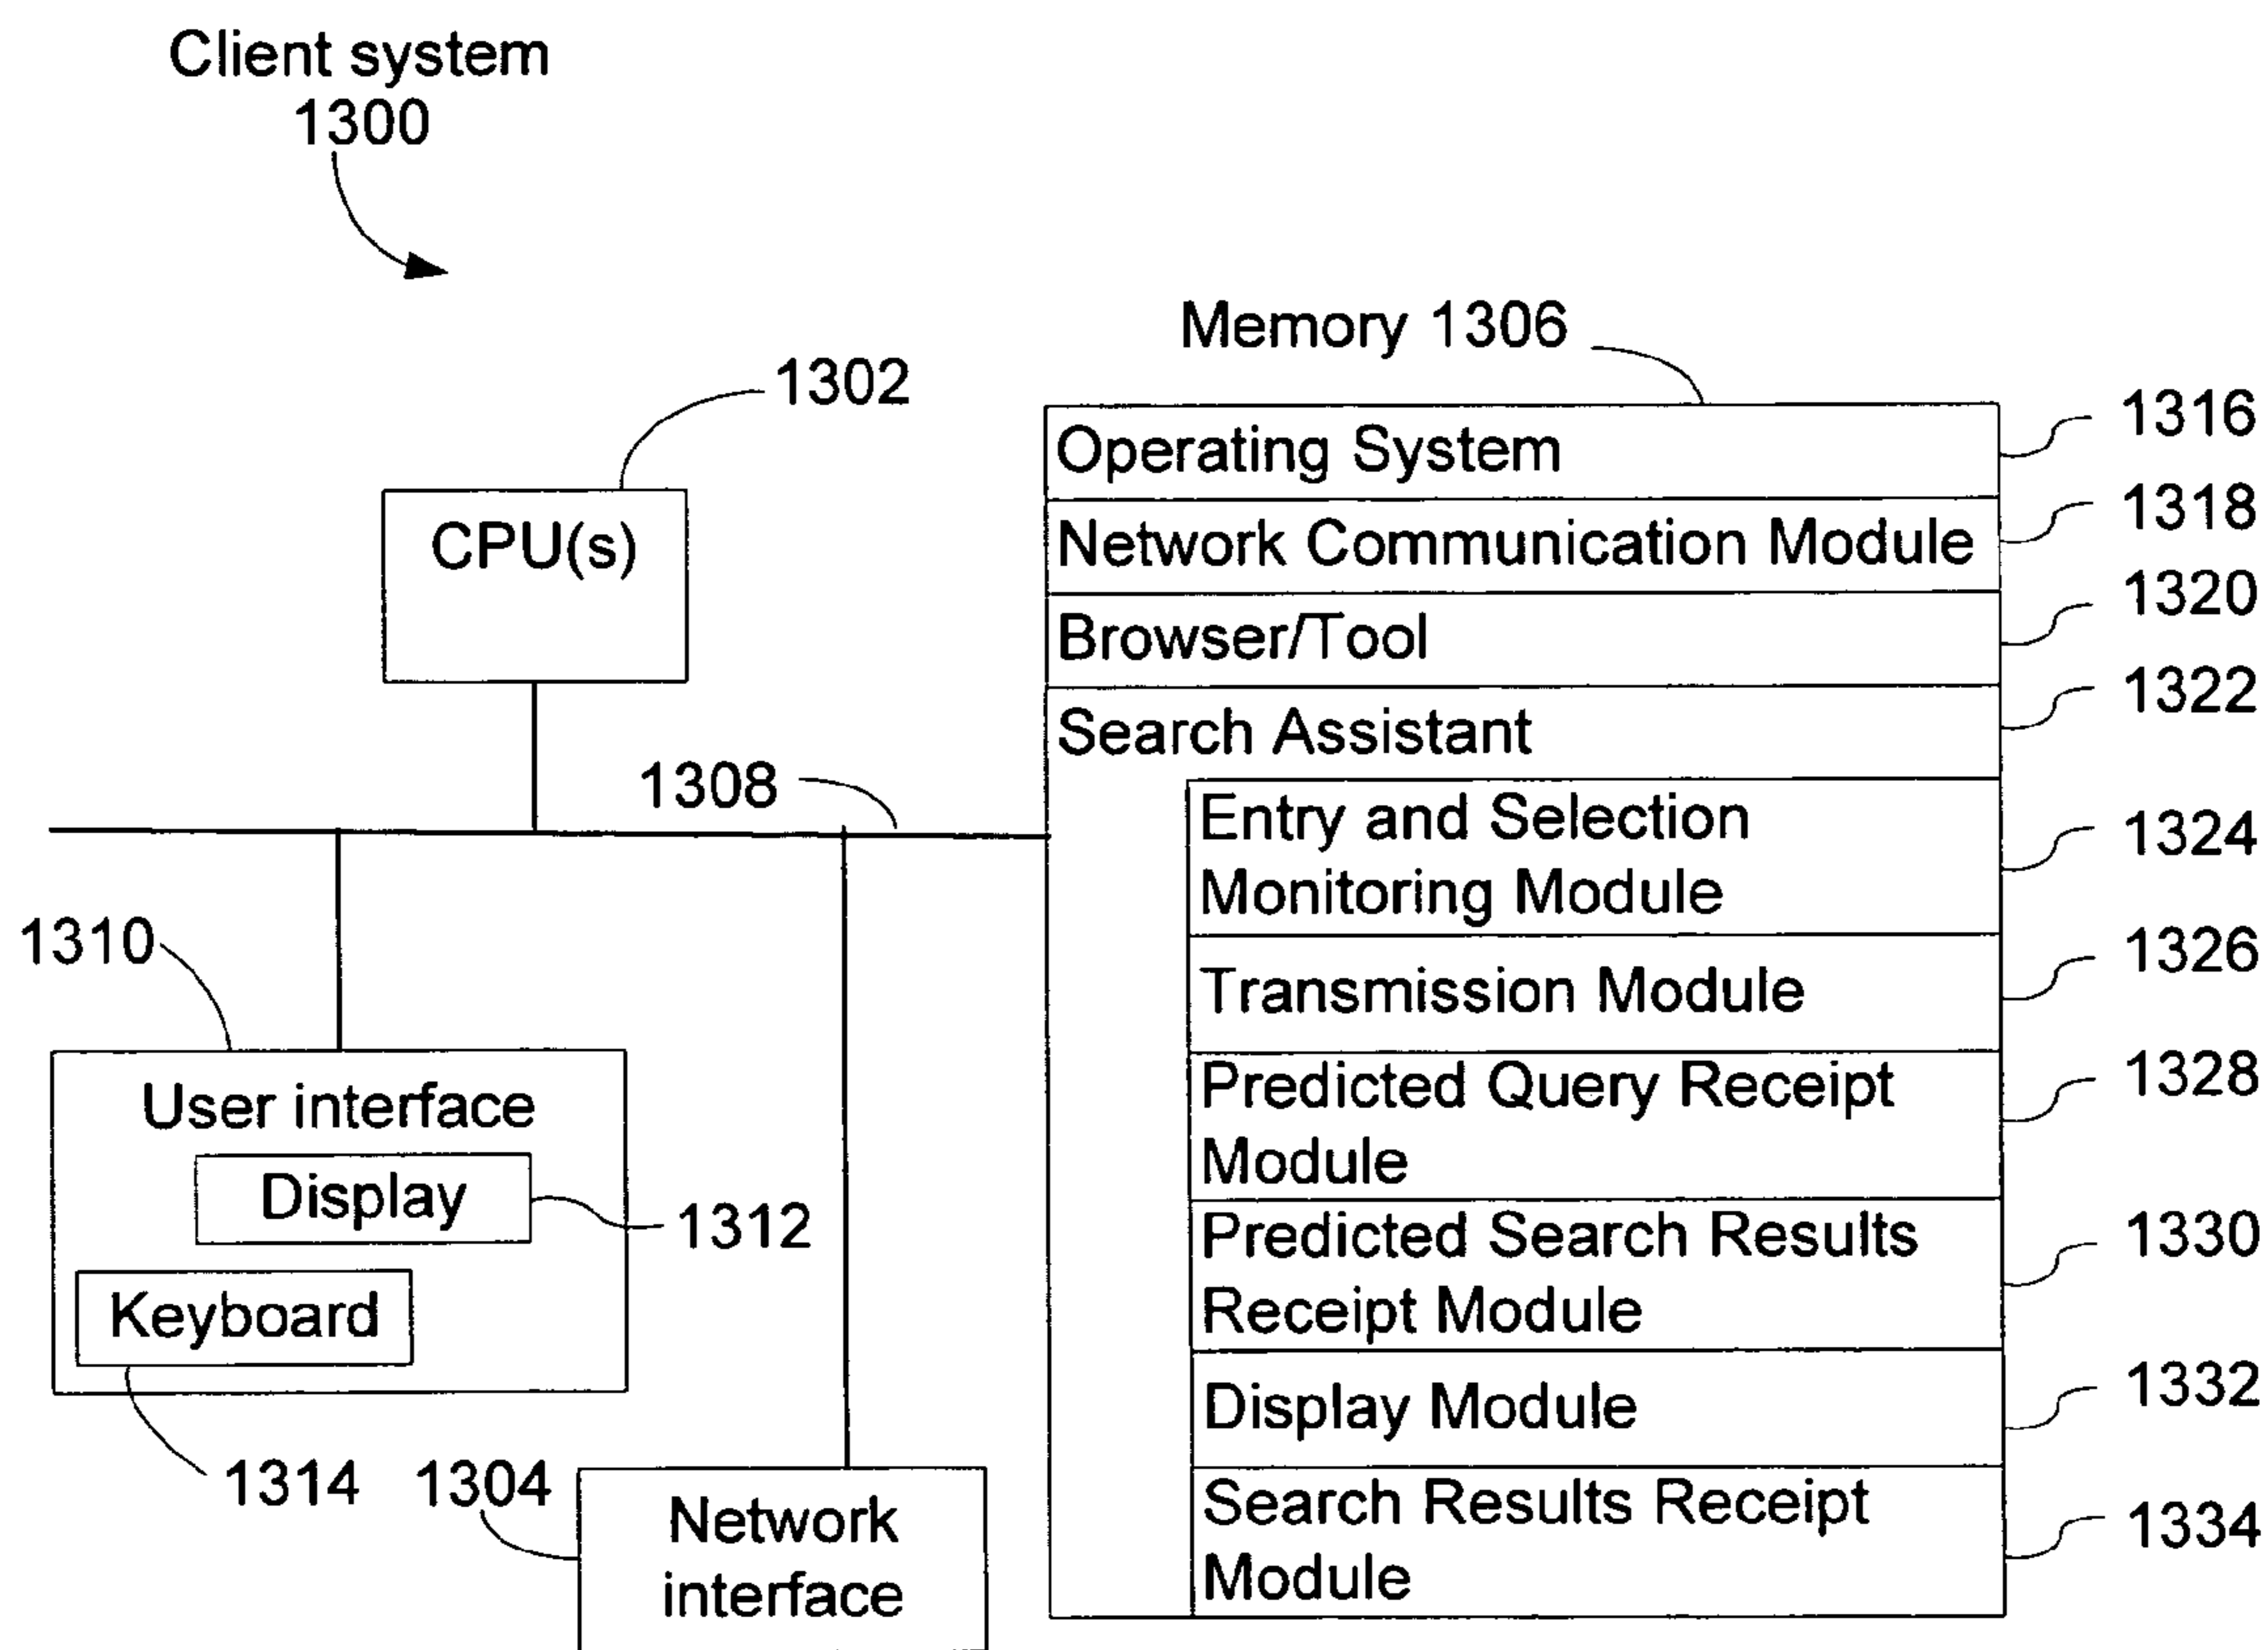 Client system
1300
Memory 1306
1302
CPU(s)
1308
1310
User interface
Display
1312
Keyboard
1314
1304
Network
interface
Operating System
1316
Network Communication Module
1318
Browser/Tool
1320
Search Assistant
1322
Entry and Selection
Monitoring Module
1324
Transmission Module
1326
Predicted Query Receipt
Module
1328
Predicted Search Results
Receipt Module
1330
Display Module
1332
Search Results Receipt
Module
1334